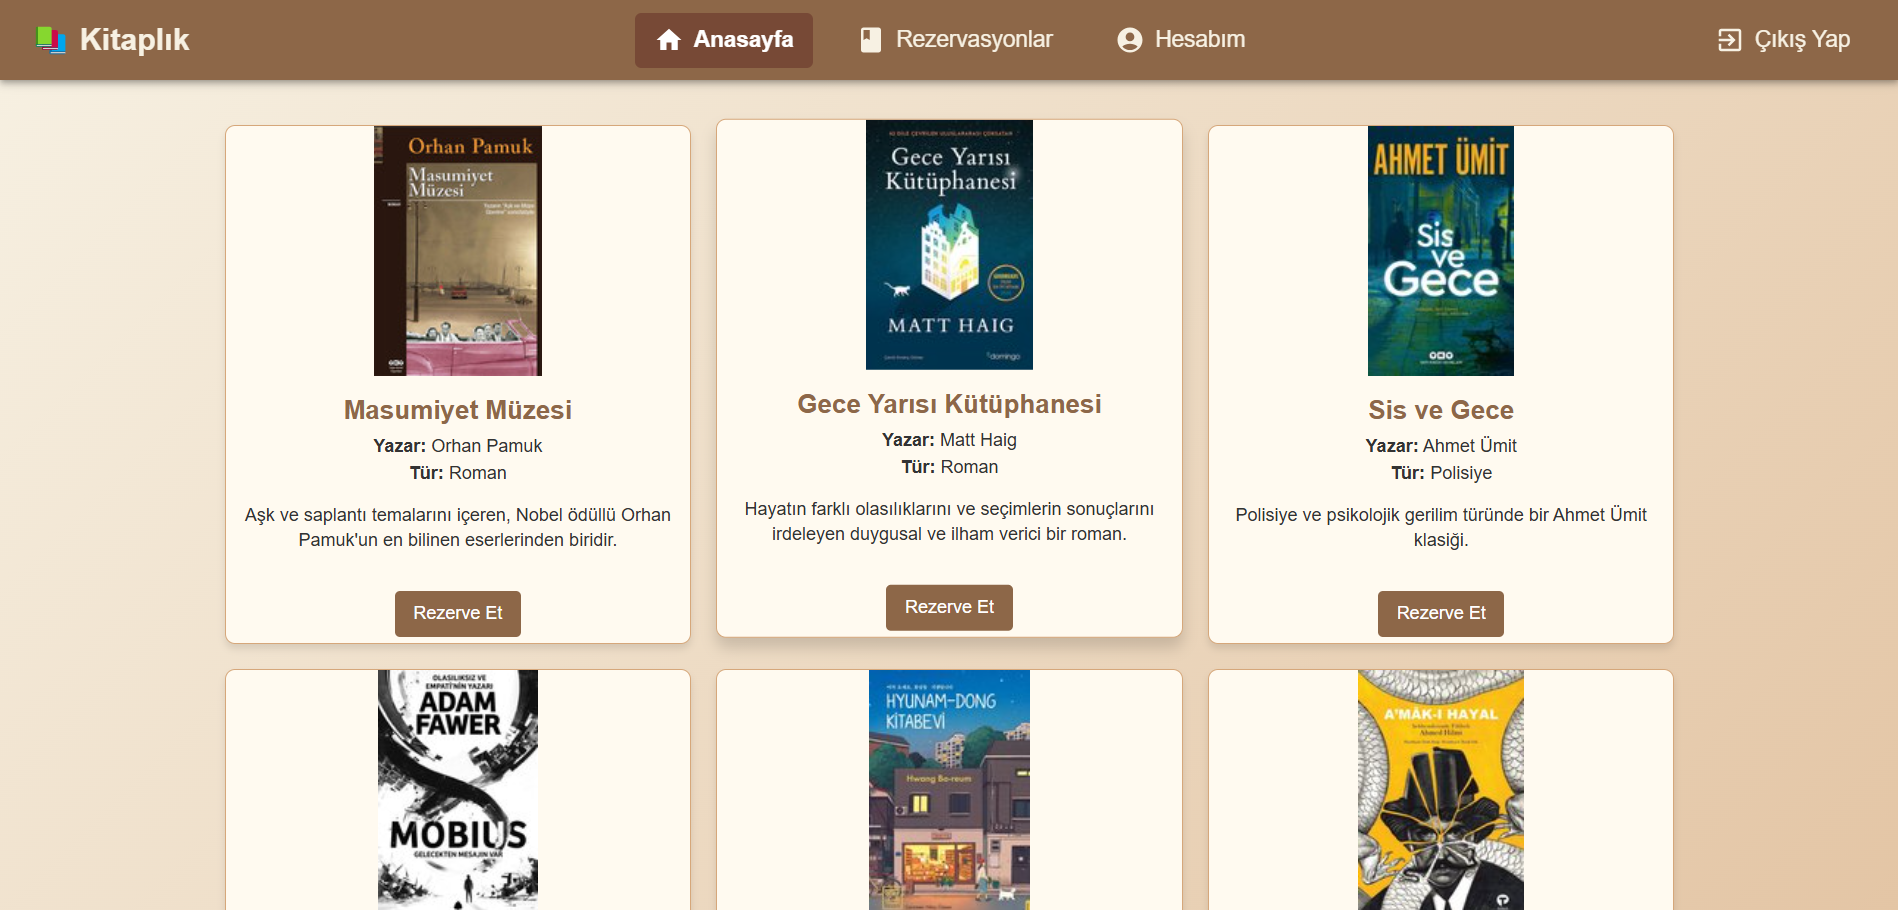 Kitaplık
Anasayfa
Rezervasyonlar
Hesabım
Çıkış Yap
Orhan Pamuk
Masumiyet
Müzesi
Masumiyet Müzesi
Yazar: Orhan Pamuk
Tür: Roman
Aşk ve saplantı temalarını içeren, Nobel ödüllü Orhan
Pamuk'un en bilinen eserlerinden biridir.
Rezerve Et
Gece Yarısı
Kütüphanesi
MATT HAIG
domingo
Gece Yarısı Kütüphanesi
Yazar: Matt Haig
Tür: Roman
Hayatın farklı olasılıklarını ve seçimlerin sonuçlarını
irdeleyen duygusal ve ilham verici bir roman.
Rezerve Et
AHMET ÜMİT
Sis
ve
Gece
Sis ve Gece
Yazar: Ahmet Ümit
Tür: Polisiye
Polisiye ve psikolojik gerilim türünde bir Ahmet Ümit
klasiği.
Rezerve Et
OLASILIKSIZ VE
EMPATİ'NİN YAZARI
ADAM
FAWER
MOBIUS
GELECEKTEN MESAJIN VAR
HYUNAM-DONG
KİTABEVİ
Hwang Bo-reum
A'MÂK-I HAYAL
Ahmed Hilmi